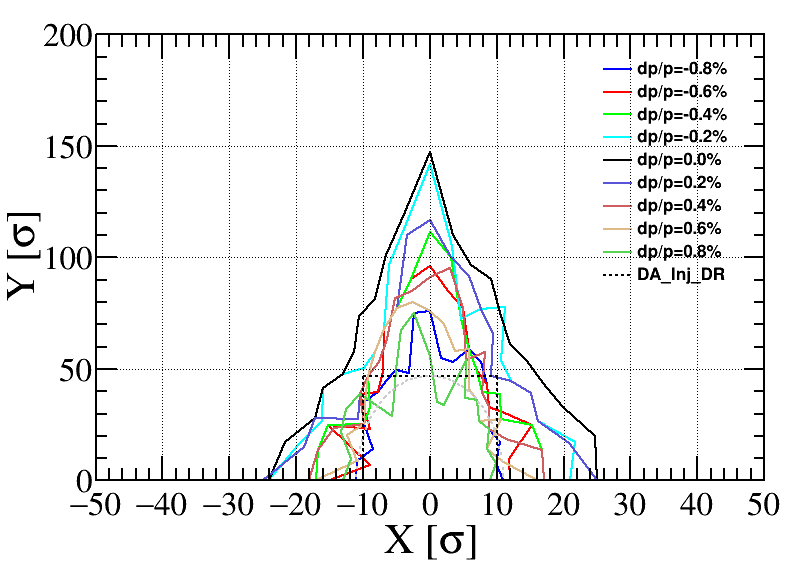 200
150
100
50
0
Y [σ]
dp/p=-0.8%
dp/p=-0.6%
dp/p=-0.4%
dp/p=-0.2%
dp/p=0.0%
dp/p=0.2%
dp/p=0.4%
dp/p=0.6%
dp/p=0.8%
DA_Inj_DR
−50 −40 −30 −20 −10 0 10 20 30 40 50
X [σ]